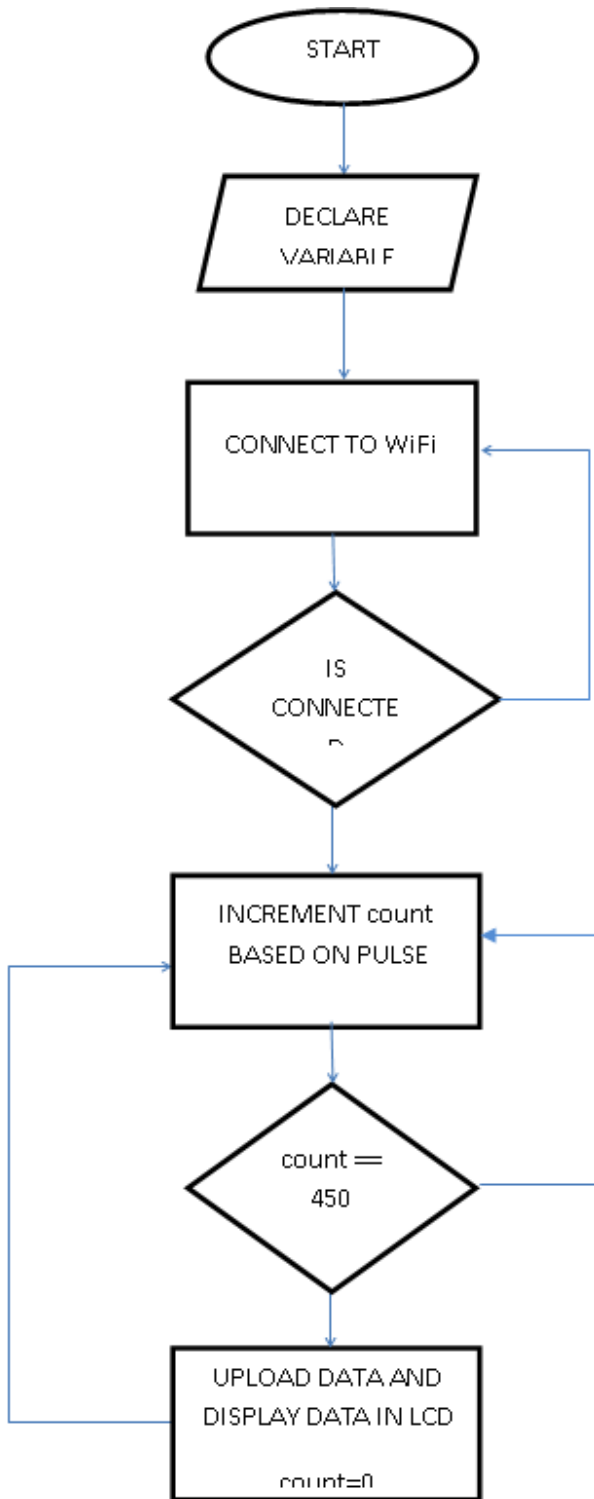 START
DECLARE
VARIABLE
CONNECT TO WiFi
IS
CONNECTE
D
INCREMENT count
BASED ON PULSE
count ==
450
UPLOAD DATA AND
DISPLAY DATA IN LCD
count=0